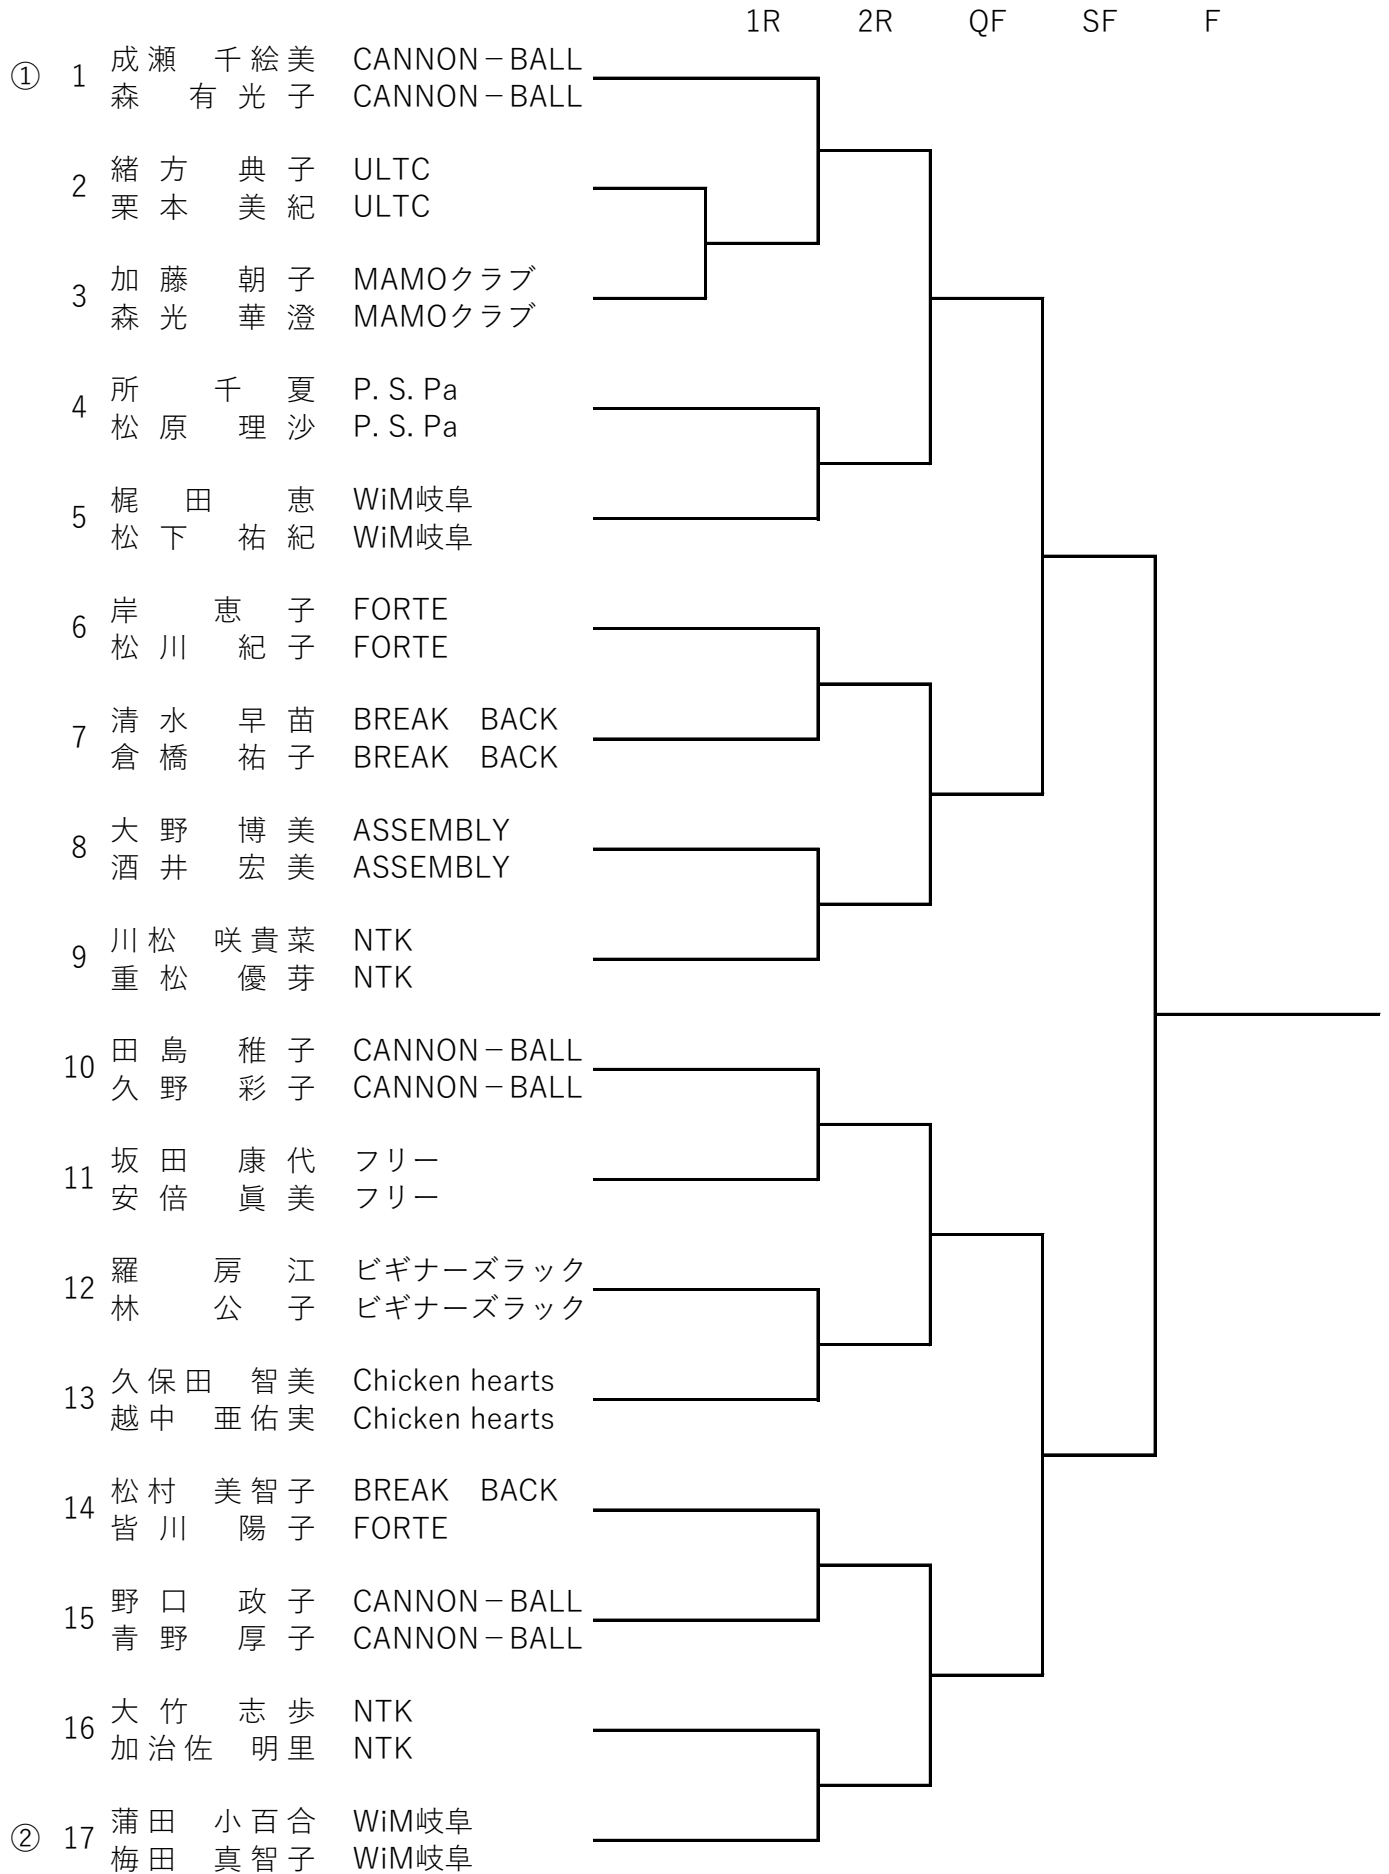 1R 2R QF SF F
① 1 成瀬 千絵美 CANNON－BALL
森 有光子 CANNON－BALL
2 緒方 典子 ULTC
栗本 美紀 ULTC
3 加藤 朝子 MAMOクラブ
森光 華澄 MAMOクラブ
4 所 千夏 P. S. Pa
松原 理沙 P. S. Pa
5 梶田 恵 WiM岐阜
松下 祐紀 WiM岐阜
6 岸 恵子 FORTE
松川 紀子 FORTE
7 清水 早苗 BREAK　BACK
倉橋 祐子 BREAK　BACK
8 大野 博美 ASSEMBLY
酒井 宏美 ASSEMBLY
9 川松 咲貴菜 NTK
重松 優芽 NTK
10 田島 稚子 CANNON－BALL
久野 彩子 CANNON－BALL
11 坂田 康代 フリー
安倍 眞美 フリー
12 羅 房江 ビギナーズラック
林 公子 ビギナーズラック
13 久保田 智美 Chicken hearts
越中 亜佑実 Chicken hearts
14 松村 美智子 BREAK　BACK
皆川 陽子 FORTE
15 野口 政子 CANNON－BALL
青野 厚子 CANNON－BALL
16 大竹 志歩 NTK
加治佐 明里 NTK
② 17 蒲田 小百合 WiM岐阜
梅田 真智子 WiM岐阜